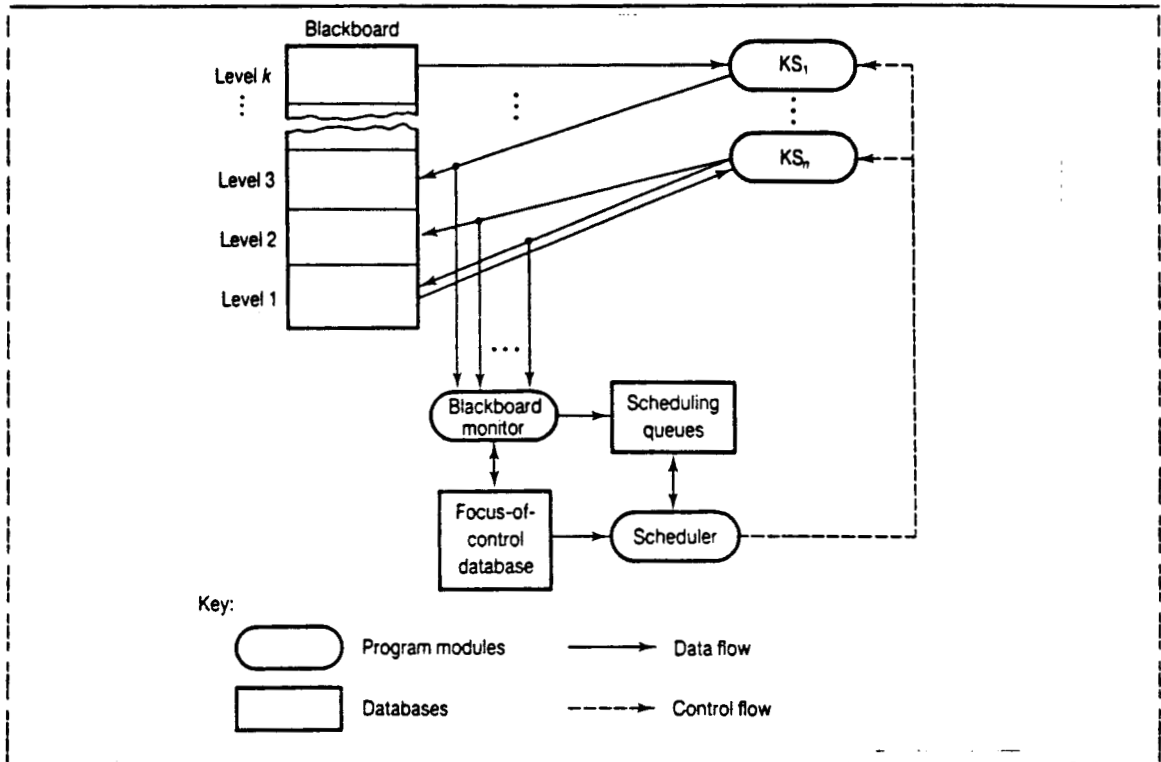 Blackboard
Level k
KS₁
KSₙ
Level 3
Level 2
Level 1
Blackboard
monitor
Scheduling
queues
Focus-of-
control
database
Scheduler
Key:
Program modules
Data flow
Databases
Control flow